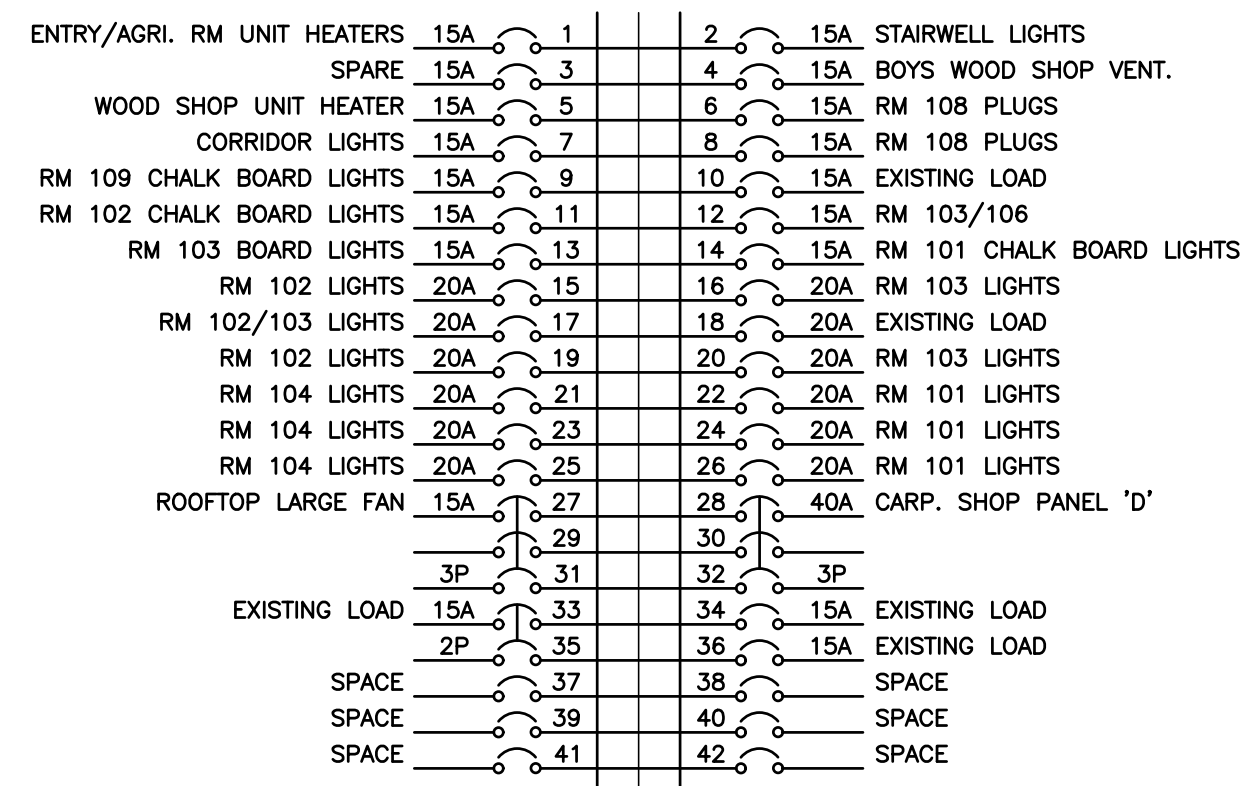 ENTRY/AGRI. RM UNIT HEATERS 15A 1 2 15A STAIRWELL LIGHTS
SPARE 15A 3 4 15A BOYS WOOD SHOP VENT.
WOOD SHOP UNIT HEATER 15A 5 6 15A RM 108 PLUGS
CORRIDOR LIGHTS 15A 7 8 15A RM 108 PLUGS
RM 109 CHALK BOARD LIGHTS 15A 9 10 15A EXISTING LOAD
RM 102 CHALK BOARD LIGHTS 15A 11 12 15A RM 103/106
RM 103 BOARD LIGHTS 15A 13 14 15A RM 101 CHALK BOARD LIGHTS
RM 102 LIGHTS 20A 15 16 20A RM 103 LIGHTS
RM 102/103 LIGHTS 20A 17 18 20A EXISTING LOAD
RM 102 LIGHTS 20A 19 20 20A RM 103 LIGHTS
RM 104 LIGHTS 20A 21 22 20A RM 101 LIGHTS
RM 104 LIGHTS 20A 23 24 20A RM 101 LIGHTS
RM 104 LIGHTS 20A 25 26 20A RM 101 LIGHTS
ROOFTOP LARGE FAN 15A 27 28 40A CARP. SHOP PANEL 'D'
29 30
3P 31 32 3P
EXISTING LOAD 15A 33 34 15A EXISTING LOAD
2P 35 36 15A EXISTING LOAD
SPACE 37 38 SPACE
SPACE 39 40 SPACE
SPACE 41 42 SPACE